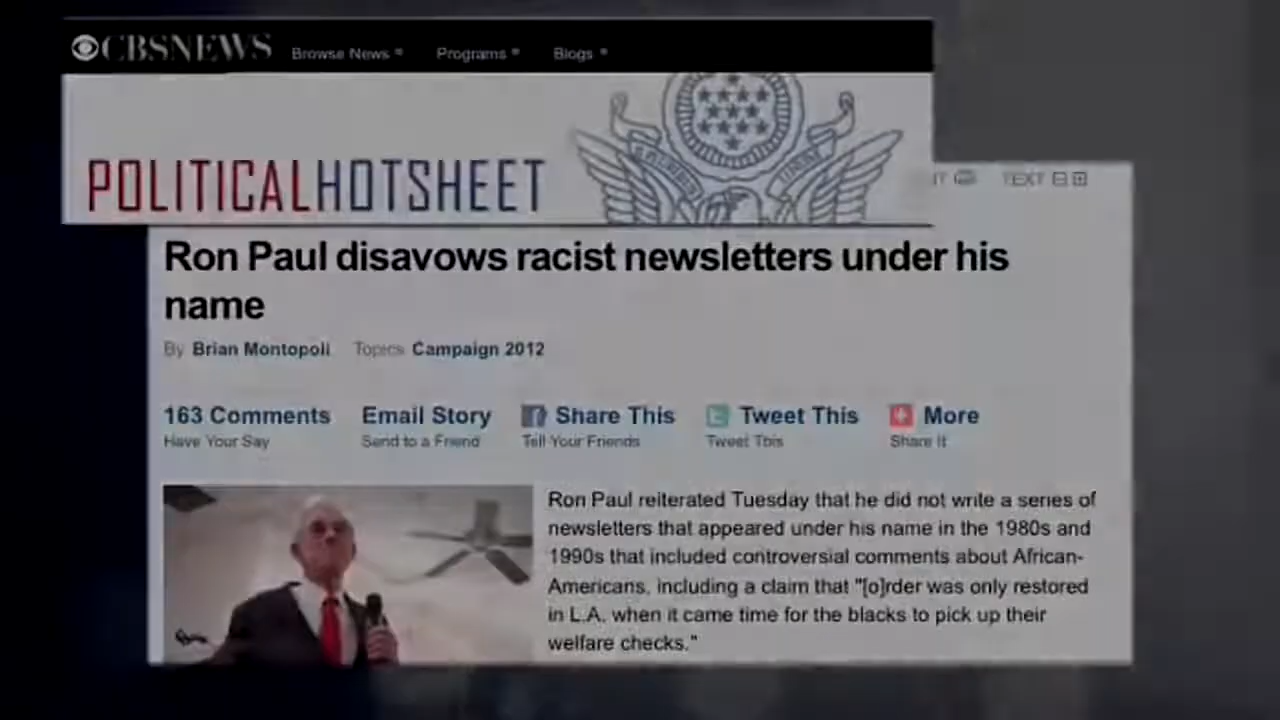 CBSNEWS Browse News Programs Blogs
POLITICALHOTSHEET
TEXT
Ron Paul disavows racist newsletters under his
name
By Brian Montopoli Topics Campaign 2012
163 Comments Email Story Share This Tweet This More
Have Your Say Send to a Friend Tell Your Friends Tweet This Share It
Ron Paul reiterated Tuesday that he did not write a series of
newsletters that appeared under his name in the 1980s and
1990s that included controversial comments about African-
Americans, including a claim that "[o]rder was only restored
in L.A. when it came time for the blacks to pick up their
welfare checks."